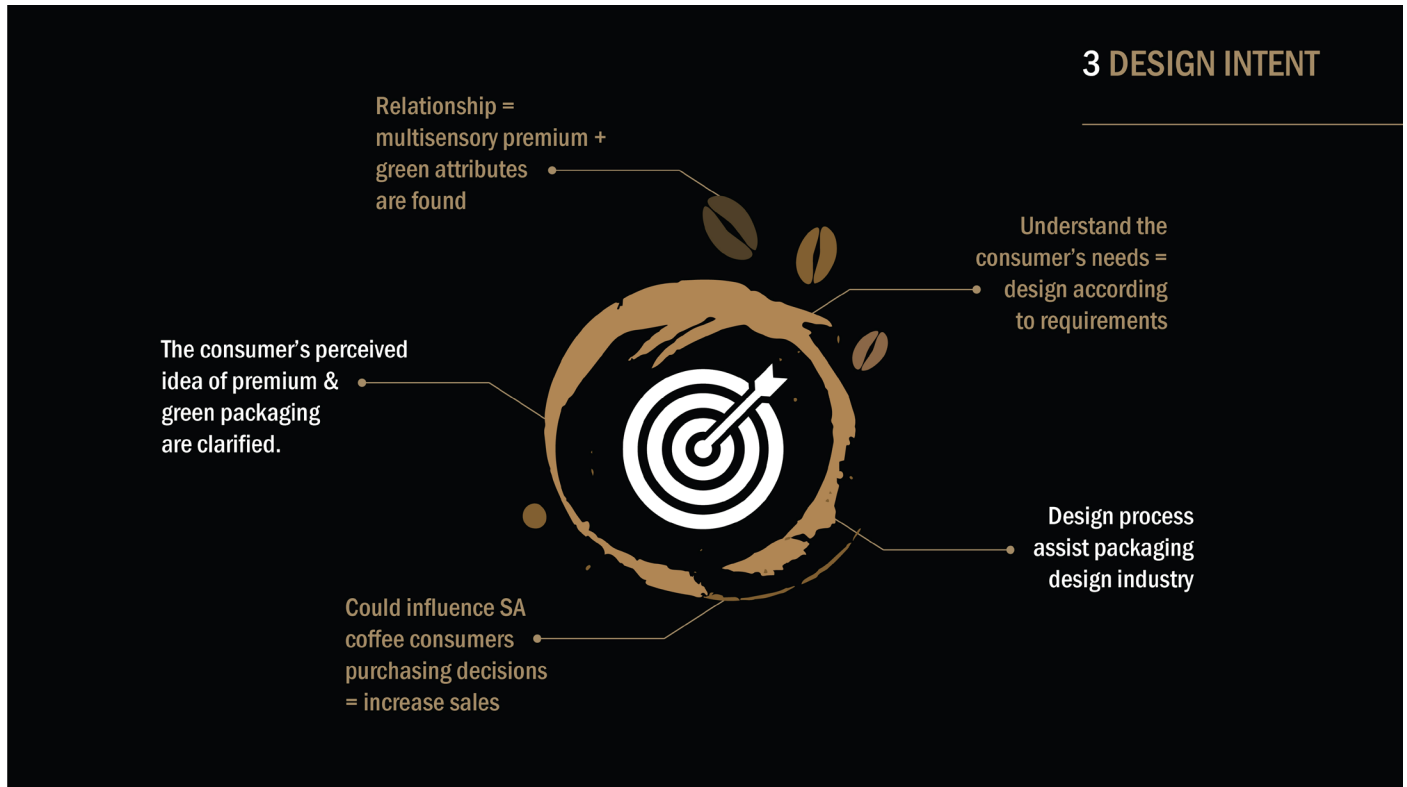 3 DESIGN INTENT
Relationship =
multisensory premium +
green attributes
are found
Understand the
consumer’s needs =
design according
to requirements
The consumer’s perceived
idea of premium &
green packaging
are clarified.
Design process
assist packaging
design industry
Could influence SA
coffee consumers
purchasing decisions
= increase sales